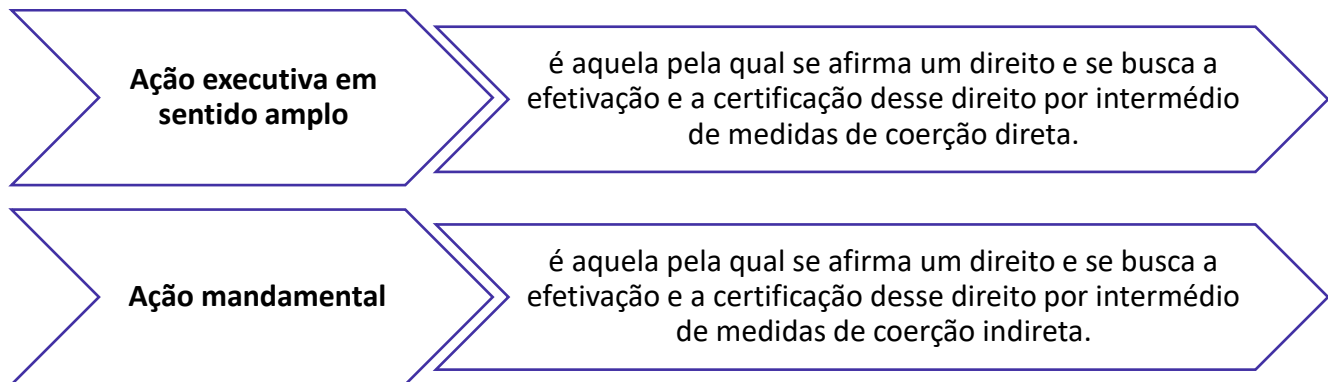 Ação executiva em
sentido amplo
é aquela pela qual se afirma um direito e se busca a
efetivação e a certificação desse direito por intermédio
de medidas de coerção direta.
Ação mandamental
é aquela pela qual se afirma um direito e se busca a
efetivação e a certificação desse direito por intermédio
de medidas de coerção indireta.